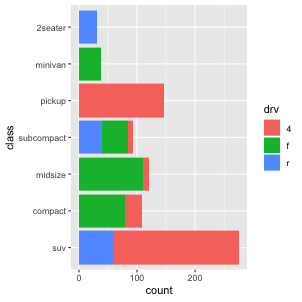 2seater
minivan
pickup
subcompact
midsize
compact
suv
class
0
100
200
count
drv
4
f
r